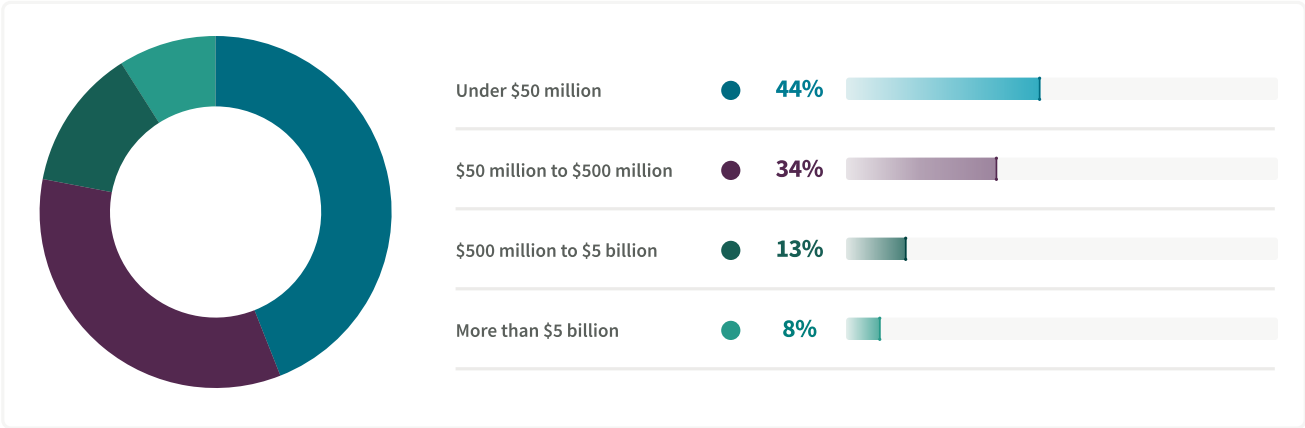 Under $50 million 44%
$50 million to $500 million 34%
$500 million to $5 billion 13%
More than $5 billion 8%